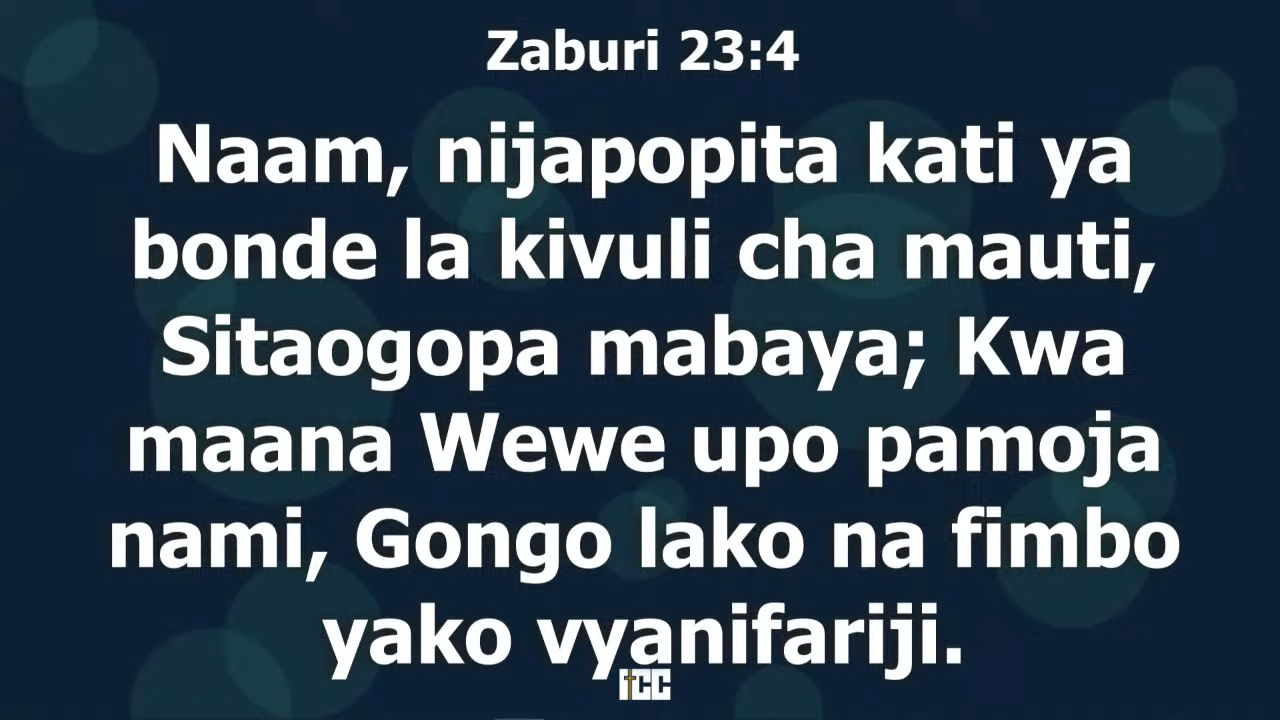 Zaburi 23:4
Naam, nijapopita kati ya
bonde la kivuli cha mauti,
Sitaogopa mabaya; Kwa
maana Wewe upo pamoja
nami, Gongo lako na fimbo
yako vyanifariji.
ICC